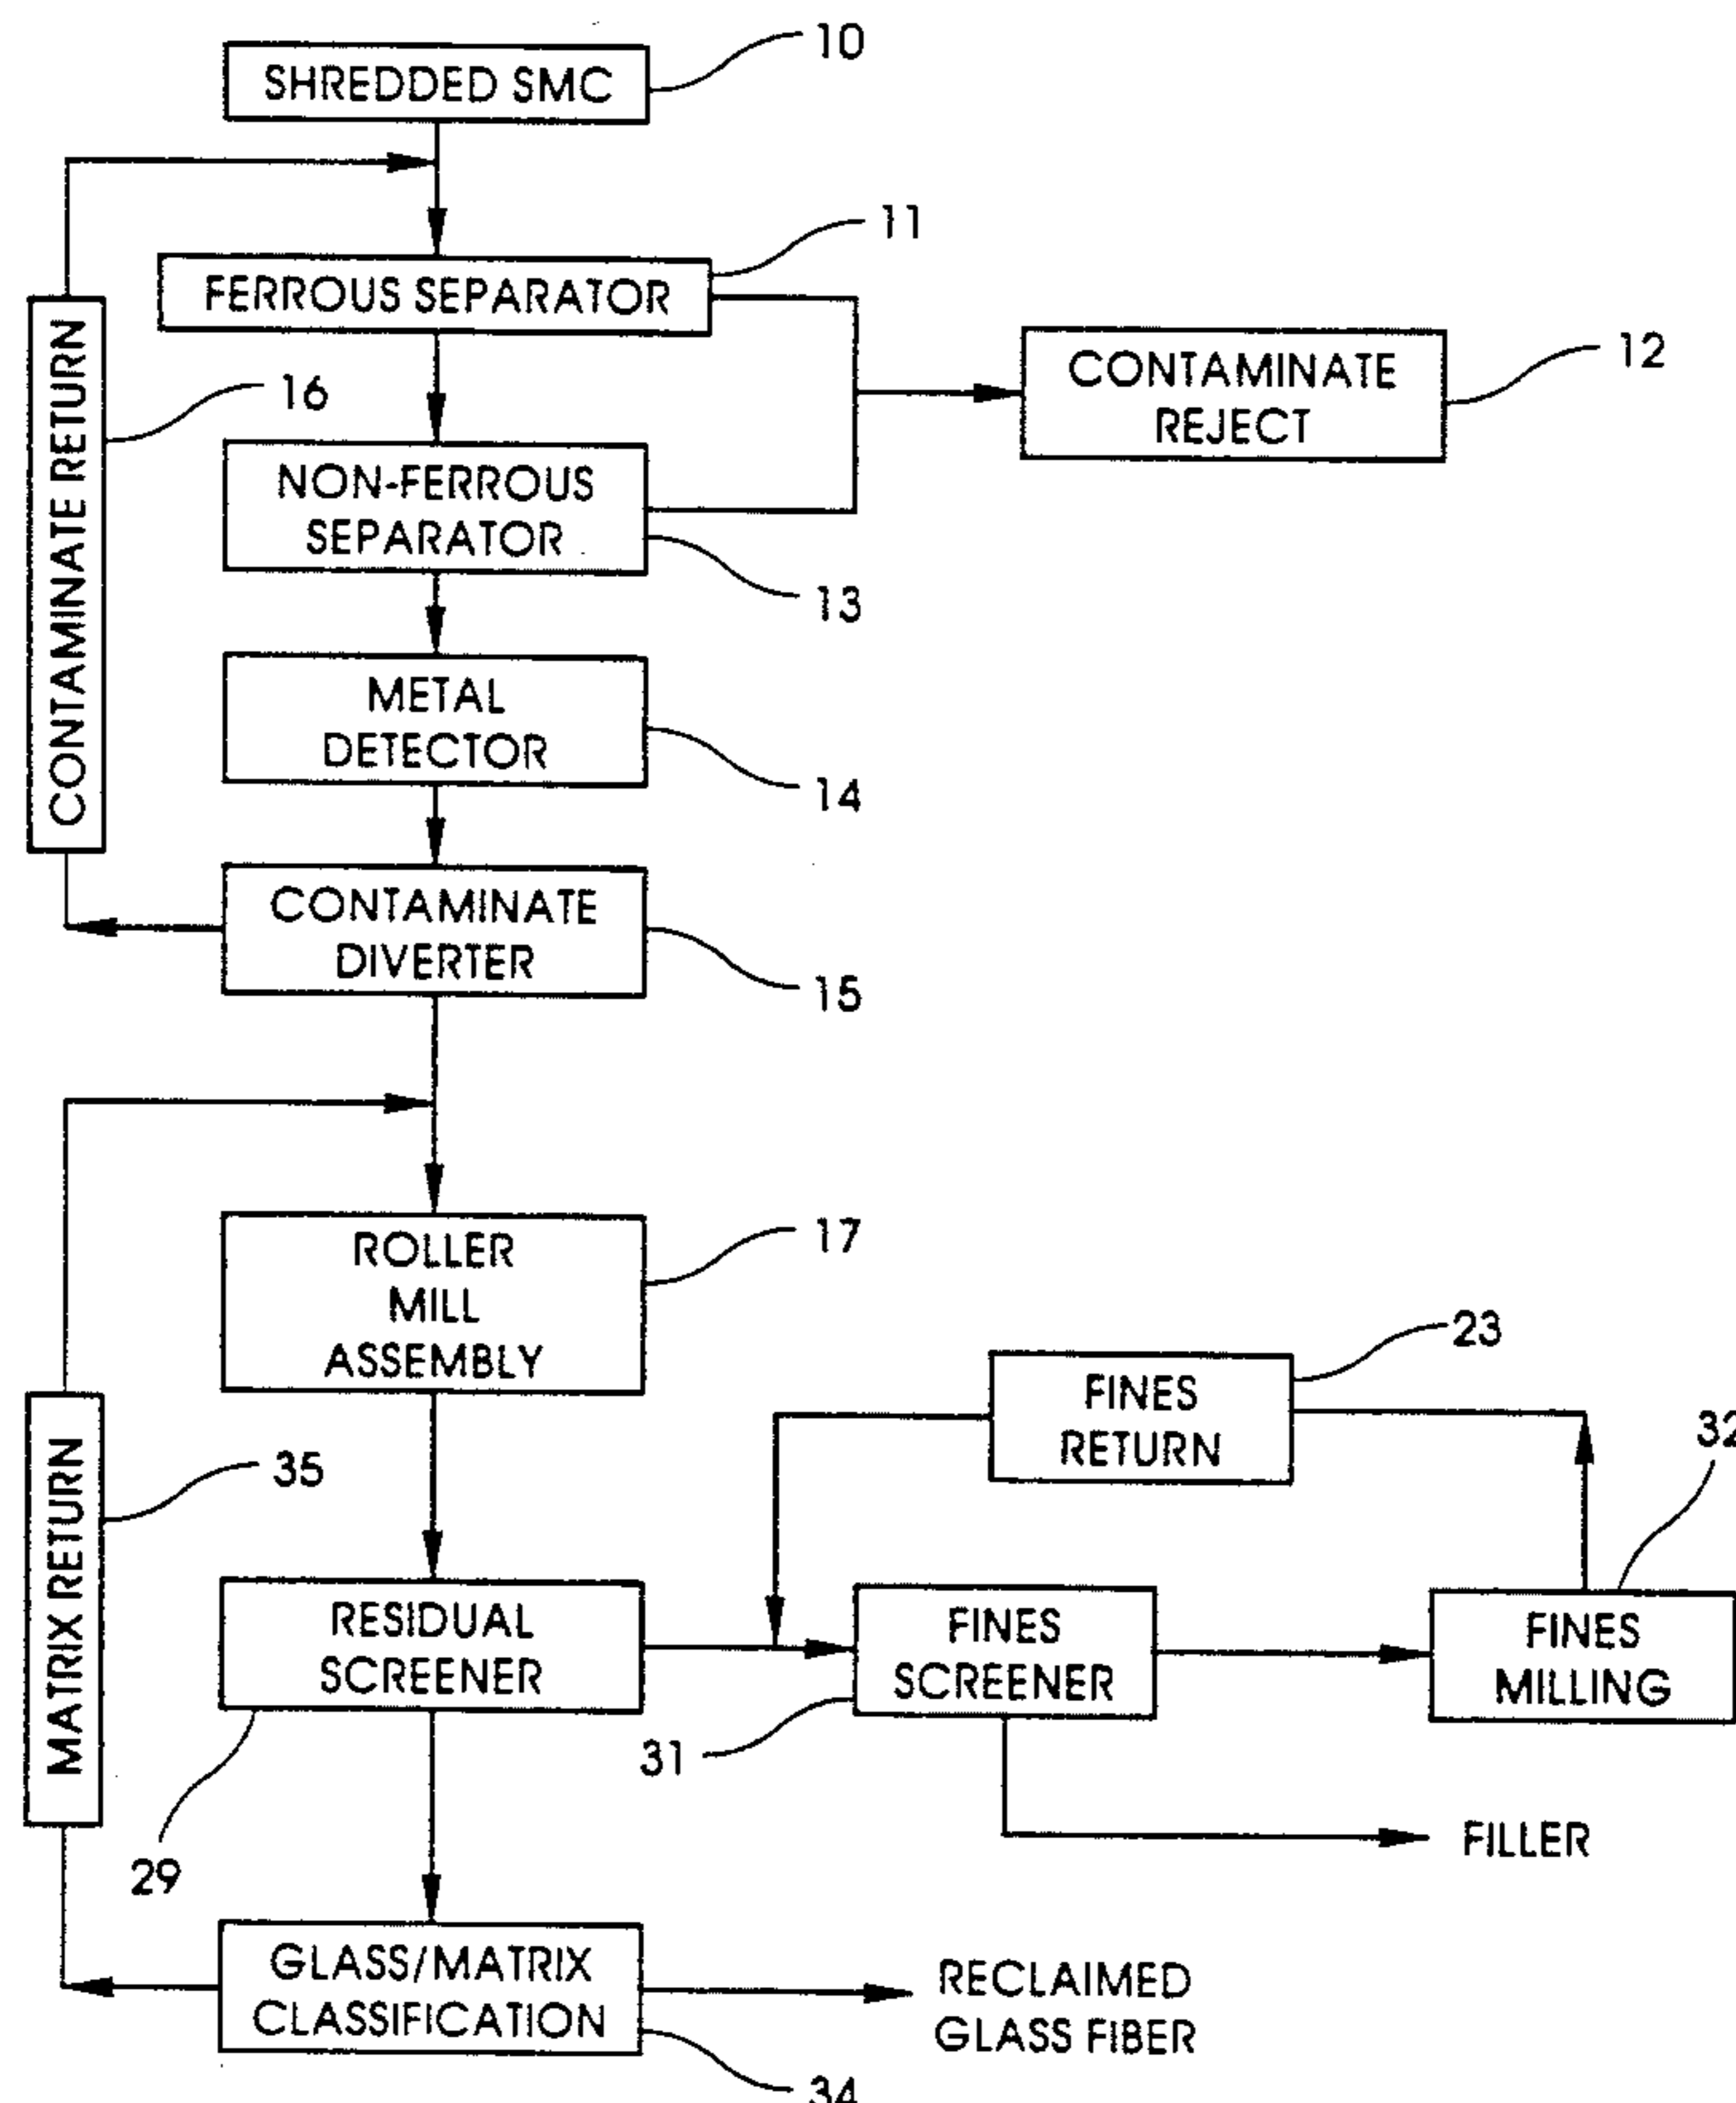 10
SHREDDED SMC
11
FERROUS SEPARATOR
CONTAMINATE
REJECT
12
CONTAMINATE RETURN
16
NON-FERROUS
SEPARATOR
13
METAL
DETECTOR
14
CONTAMINATE
DIVERTER
15
ROLLER
MILL
ASSEMBLY
17
23
FINES
RETURN
32
MATRIX RETURN
35
RESIDUAL
SCREENER
29
FINES
SCREENER
31
FINES
MILLING
FILLER
GLASS/MATRIX
CLASSIFICATION
34
RECLAIMED
GLASS FIBER